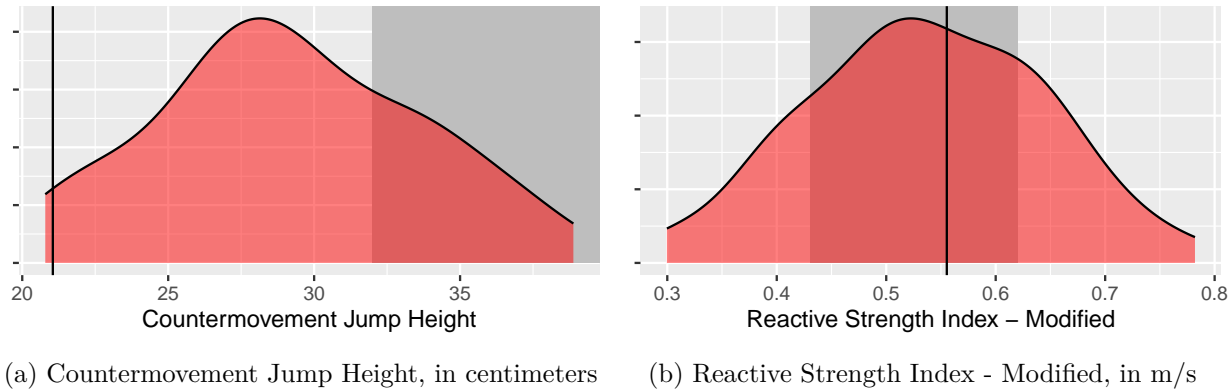 20 25 30 35
0.3 0.4 0.5 0.6 0.7 0.8
Countermovement Jump Height
Reactive Strength Index – Modified
(a) Countermovement Jump Height, in centimeters
(b) Reactive Strength Index - Modified, in m/s